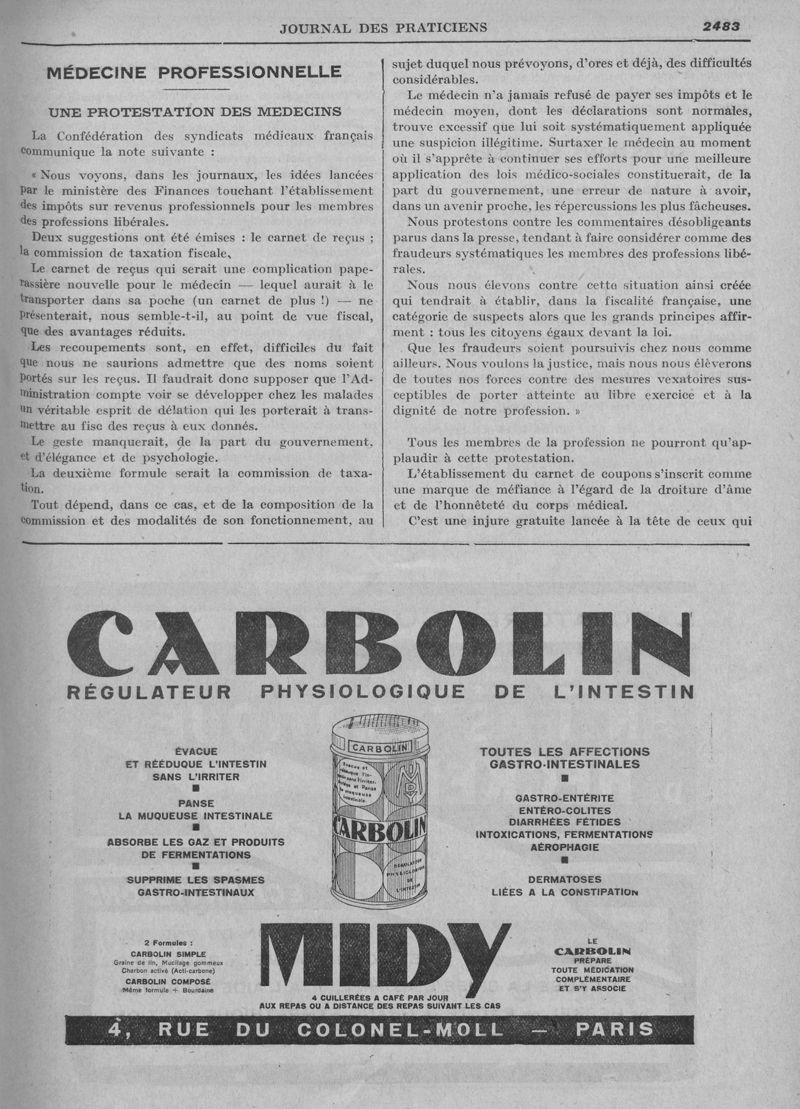 JOURNAL DES PRATICIENS
2483
MÉDECINE PROFESSIONNELLE
UNE PROTESTATION DES MEDECINS
La Confédération des syndicats médicaux français
communique la note suivante :
« Nous voyons, dans les journaux, les idées lancées
par le ministère des Finances touchant l'établissement
des impôts sur revenus professionnels pour les membres
des professions libérales.
Deux suggestions ont été émises : le carnet de reçus ;
la commission de taxation fiscale,
Le carnet de reçus qui serait une complication pape-
rassière nouvelle pour le médecin — lequel aurait à le
transporter dans sa poche (un carnet de plus !) — ne
présenterait, nous semble-t-il, au point de vue fiscal,
que des avantages réduits.
Les recoupements sont, en effet, difficiles du fait
que nous ne saurions admettre que des noms soient
portés sur les reçus. Il faudrait donc supposer que l'Ad-
ministration compte voir se développer chez les malades
un véritable esprit de délation qui les porterait à trans-
mettre au fisc des reçus à eux donnés.
Le geste manquerait, de la part du gouvernement,
et d'élégance et de psychologie.
La deuxième formule serait la commission de taxa-
tion.
Tout dépend, dans ce cas, et de la composition de la
commission et des modalités de son fonctionnement, au
sujet duquel nous prévoyons, d'ores et déjà, des difficultés
considérables.
Le médecin n'a jamais refusé de payer ses impôts et le
médecin moyen, dont les déclarations sont normales,
trouve excessif que lui soit systématiquement appliquée
une suspicion illégitime. Surtaxer le médecin au moment
où il s'apprête à continuer ses efforts pour une meilleure
application des lois médico-sociales constituerait, de la
part du gouvernement, une erreur de nature à avoir,
dans un avenir proche, les répercussions les plus fâcheuses.
Nous protestons contre les commentaires désobligeants
parus dans la presse, tendant à faire considérer comme des
fraudeurs systématiques les membres des professions libé-
rales.
Nous nous élevons contre cette situation ainsi créée
qui tendrait à établir, dans la fiscalité française, une
catégorie de suspects alors que les grands principes affir-
ment : tous les citoyens égaux devant la loi.
Que les fraudeurs soient poursuivis chez nous comme
ailleurs. Nous voulons la justice, mais nous nous élèverons
de toutes nos forces contre des mesures vexatoires sus-
ceptibles de porter atteinte au libre exercice et à la
dignité de notre profession. »
Tous les membres de la profession ne pourront qu'ap-
plaudir à cette protestation.
L'établissement du carnet de coupons s'inscrit comme
une marque de méfiance à l'égard de la droiture d'âme
et de l'honnêteté du corps médical.
C'est une injure gratuite lancée à la tête de ceux qui
CARBOLIN
RÉGULATEUR PHYSIOLOGIQUE DE L'INTESTIN
ÉVACUE
ET RÉÉDUQUE L'INTESTIN
SANS L'IRRITER
PANSE
LA MUQUEUSE INTESTINALE
ABSORBE LES GAZ ET PRODUITS
DE FERMENTATIONS
SUPPRIME LES SPASMES
GASTRO-INTESTINAUX
CARBOLIN
Evacue et
rééduque l'in-
testin sans l'irriter.
Panse
la muqueuse
intestinale.
MIDY
CARBOLIN
RÉGULATEUR
PHYSIOLOGIQUE
DE
L'INTESTIN
TOUTES LES AFFECTIONS
GASTRO-INTESTINALES
GASTRO-ENTÉRITE
ENTÉRO-COLITES
DIARRHÉES FÉTIDES
INTOXICATIONS, FERMENTATIONS
AÉROPHAGIE
DERMATOSES
LIÉES A LA CONSTIPATION
2 Formules :
CARBOLIN SIMPLE
Graine de lin, Mucilage gommeux
Charbon activé (Acti-carbone)
CARBOLIN COMPOSÉ
Même formule + Bourdaine
MIDY
4 CUILLERÉES A CAFÉ PAR JOUR
AUX REPAS OU A DISTANCE DES REPAS SUIVANT LES CAS
LE
CARBOLIN
PRÉPARE
TOUTE MÉDICATION
COMPLÉMENTAIRE
ET S'Y ASSOCIE
4, RUE DU COLONEL-MOLL — PARIS